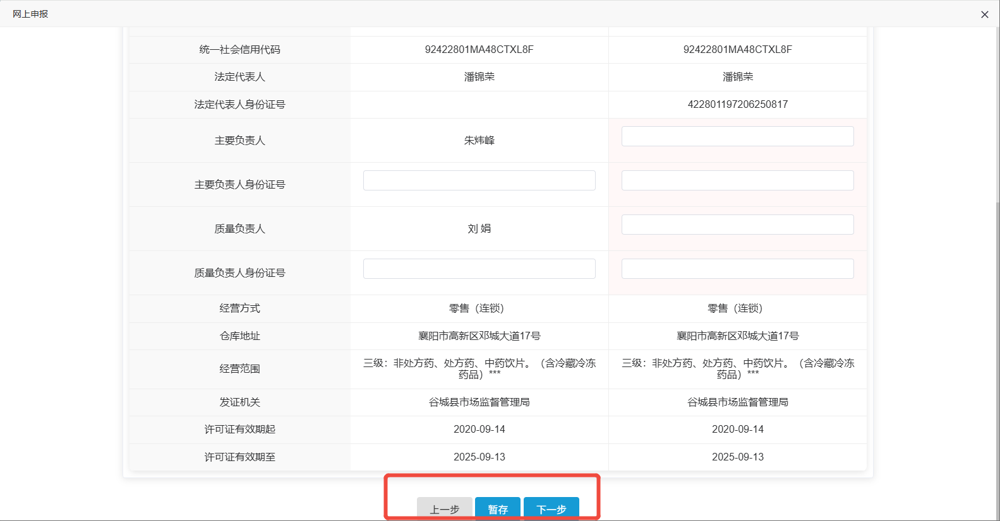 网上申报
统一社会信用代码 92422801MA48CTXL8F 92422801MA48CTXL8F
法定代表人 潘锦荣 潘锦荣
法定代表人身份证号 422801197206250817
主要负责人 朱炜峰
主要负责人身份证号
质量负责人 刘 娟
质量负责人身份证号
经营方式 零售（连锁） 零售（连锁）
仓库地址 襄阳市高新区邓城大道17号 襄阳市高新区邓城大道17号
经营范围 三级：非处方药、处方药、中药饮片。（含冷藏冷冻药品）*** 三级：非处方药、处方药、中药饮片。（含冷藏冷冻药品）***
发证机关 谷城县市场监督管理局 谷城县市场监督管理局
许可证有效期起 2020-09-14 2020-09-14
许可证有效期至 2025-09-13 2025-09-13
上一步 暂存 下一步